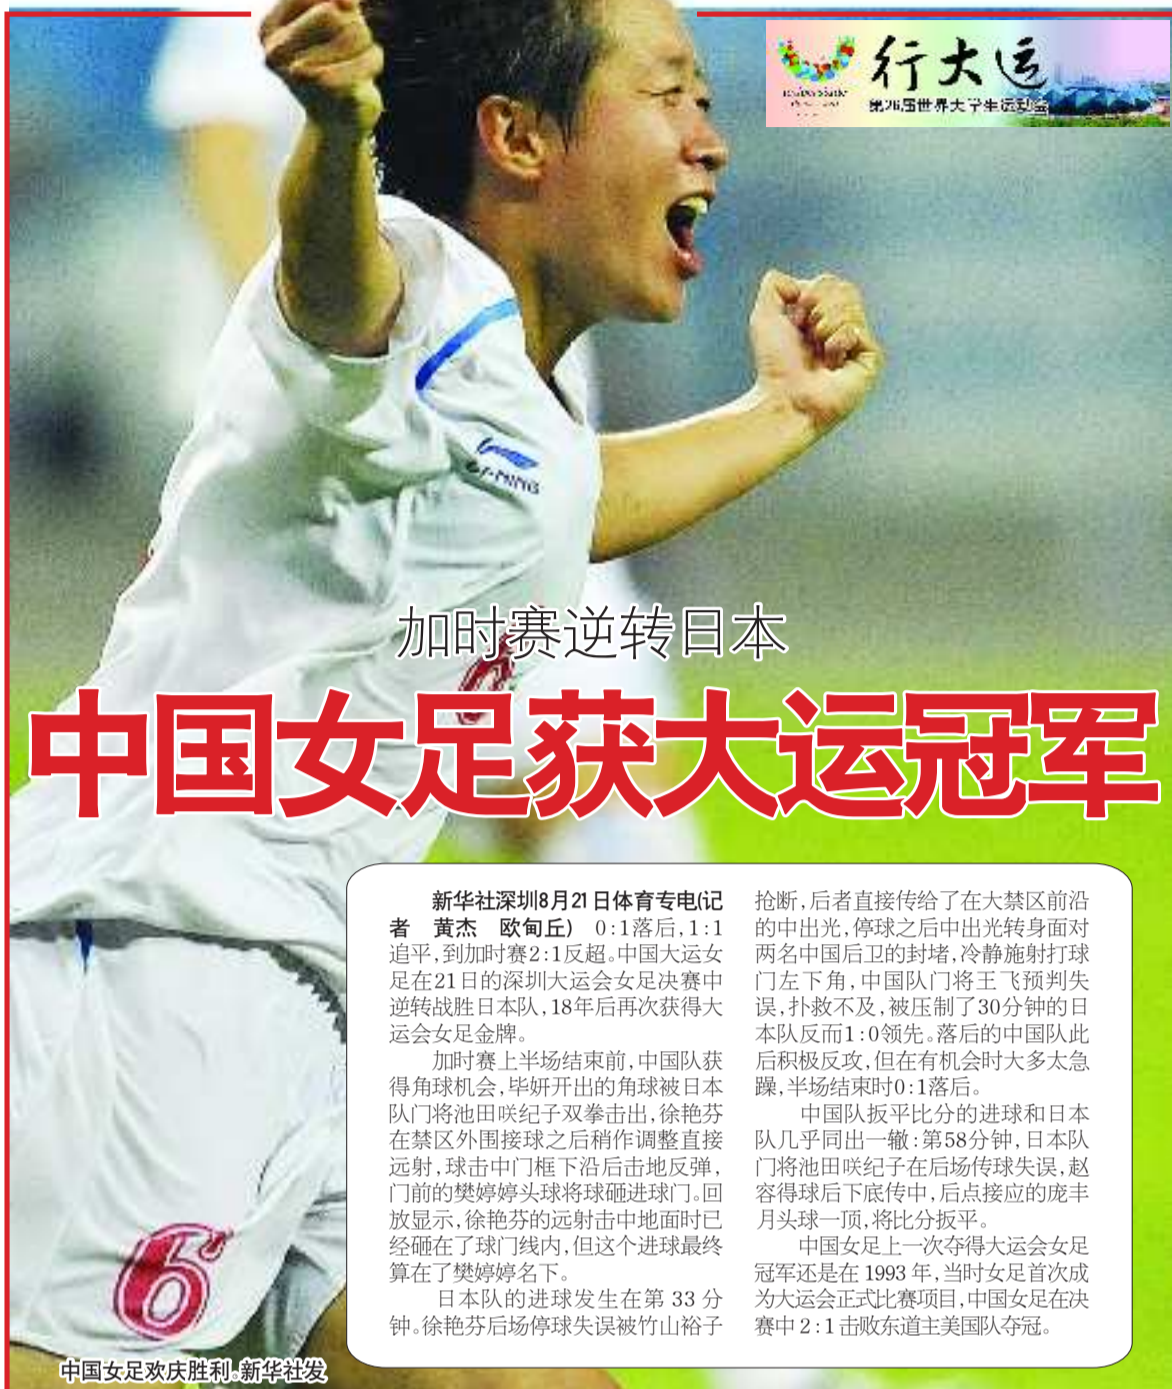 行大运
第26届世界大学生运动会
LI-NING
加时赛逆转日本
6
中国女足获大运冠军
新华社深圳8月21日体育专电(记
者 黄杰 欧甸丘) 0:1落后,1:1
追平,到加时赛2:1反超。中国大运女
足在21日的深圳大运会女足决赛中
逆转战胜日本队,18年后再次获得大
运会女足金牌。
加时赛上半场结束前,中国队获
得角球机会,毕妍开出的角球被日本
队门将池田咲纪子双拳击出,徐艳芬
在禁区外围接球之后稍作调整直接
远射,球击中门框下沿后击地反弹,
门前的樊婷婷头球将球砸进球门。回
放显示,徐艳芬的远射击中地面时已
经砸在了球门线内,但这个进球最终
算在了樊婷婷名下。
日本队的进球发生在第 33 分
钟。徐艳芬后场停球失误被竹山裕子
抢断,后者直接传给了在大禁区前沿
的中出光,停球之后中出光转身面对
两名中国后卫的封堵,冷静施射打球
门左下角,中国队门将王飞预判失
误,扑救不及,被压制了30分钟的日
本队反而1:0领先。落后的中国队此
后积极反攻,但在有机会时大多太急
躁,半场结束时0:1落后。
中国队扳平比分的进球和日本
队几乎同出一辙:第58分钟,日本队
门将池田咲纪子在后场传球失误,赵
容得球后下底传中,后点接应的庞丰
月头球一顶,将比分扳平。
中国女足上一次夺得大运会女足
冠军还是在 1993 年,当时女足首次成
为大运会正式比赛项目,中国女足在决
赛中 2:1 击败东道主美国队夺冠。
6
中国女足欢庆胜利。新华社发